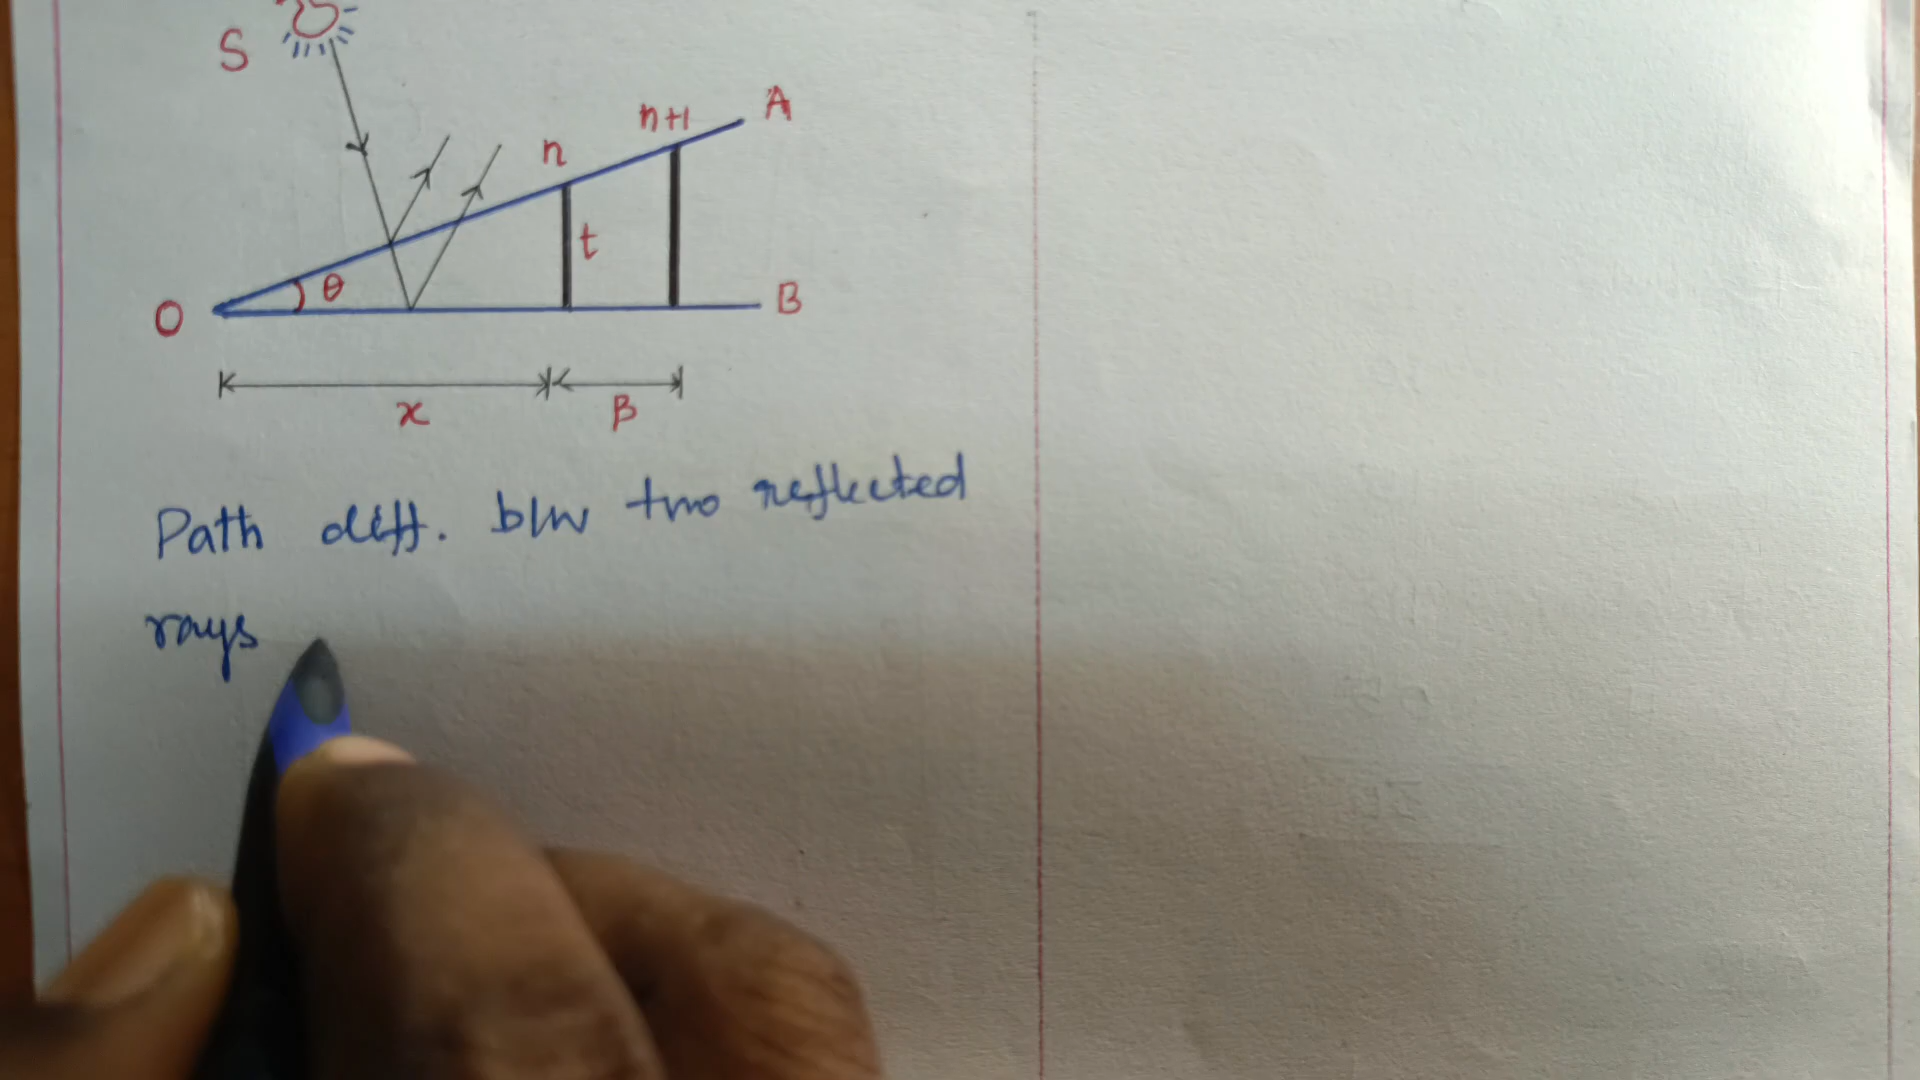 S
A
n+1
n
t
θ
O
B
x
β
Path diff. b/w two reflected
rays